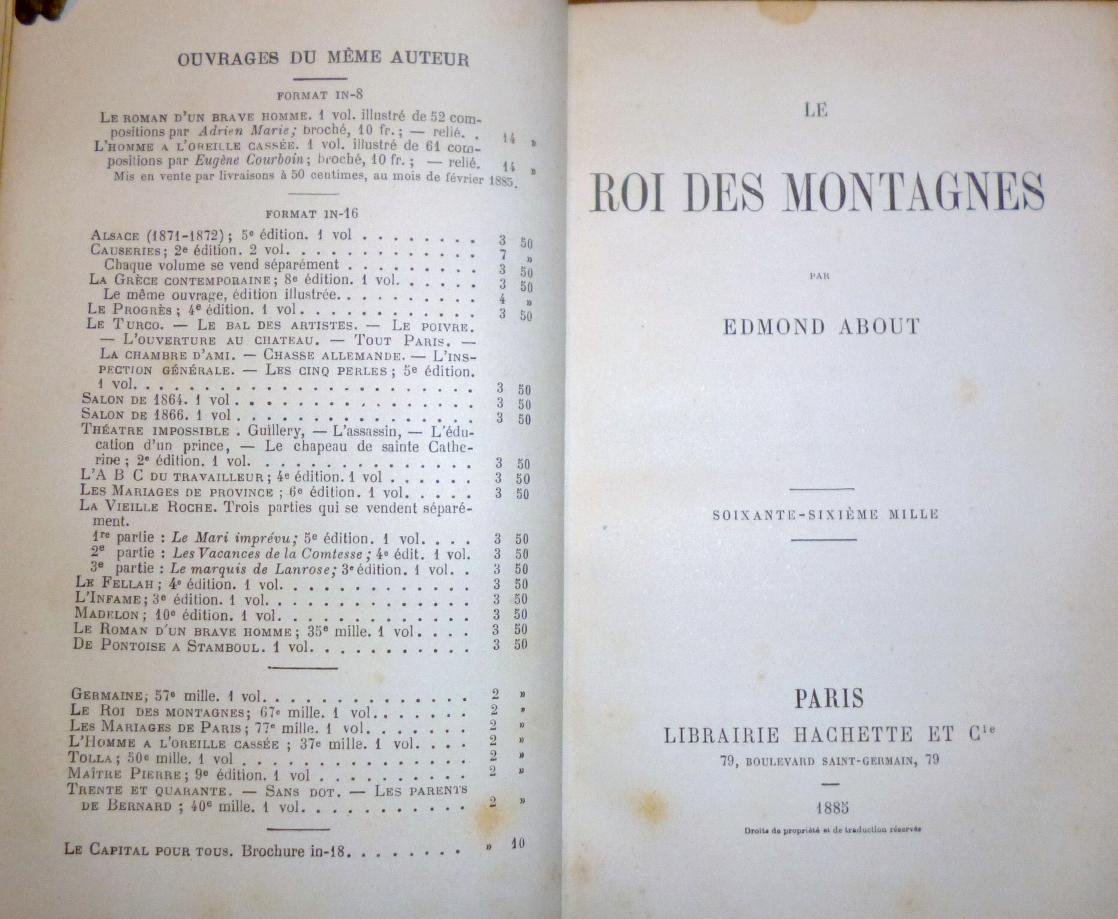 OUVRAGES DU MÊME AUTEUR
FORMAT IN-8
LE ROMAN D'UN BRAVE HOMME. 1 vol. illustré de 52 com-
positions par Adrien Marie; broché, 10 fr.; — relié. . 14 »
L'HOMME A L'OREILLE CASSÉE. 1 vol. illustré de 61 com-
positions par Eugène Courboin; broché, 10 fr.; — relié. 14 »
Mis en vente par livraisons à 50 centimes, au mois de février 1885.
FORMAT IN-16
ALSACE (1871-1872); 5e édition. 1 vol . . . . . . . . 3 50
CAUSERIES; 2e édition. 2 vol. . . . . . . . . . . . . 7 »
Chaque volume se vend séparément . . . . . . . . . 3 50
LA GRÈCE CONTEMPORAINE; 8e édition. 1 vol. . . . . . 3 50
Le même ouvrage, édition illustrée. . . . . . . . . 4 »
LE PROGRÈS; 4e édition. 1 vol. . . . . . . . . . . . 3 50
LE TURCO. — LE BAL DES ARTISTES. — LE POIVRE.
— L'OUVERTURE AU CHATEAU. — TOUT PARIS. —
LA CHAMBRE D'AMI. — CHASSE ALLEMANDE. — L'INS-
PECTION GÉNÉRALE. — LES CINQ PERLES; 5e édition.
1 vol. . . . . . . . . . . . . . . . . . . . . . . . 3 50
SALON DE 1864. 1 vol . . . . . . . . . . . . . . . . 3 50
SALON DE 1866. 1 vol . . . . . . . . . . . . . . . . 3 50
THÉATRE IMPOSSIBLE . Guillery, — L'assassin, — L'édu-
cation d'un prince, — Le chapeau de sainte Cathe-
rine; 2e édition. 1 vol. . . . . . . . . . . . . . . 3 50
L'A B C DU TRAVAILLEUR; 4e édition. 1 vol . . . . . . 3 50
LES MARIAGES DE PROVINCE; 6e édition. 1 vol. . . . . 3 50
LA VIEILLE ROCHE. Trois parties qui se vendent séparé-
ment.
1re partie : Le Mari imprévu; 5e édition. 1 vol. . . . 3 50
2e partie : Les Vacances de la Comtesse; 4e édit. 1 vol. 3 50
3e partie : Le marquis de Lanrose; 3e édition. 1 vol. . 3 50
LE FELLAH; 4e édition. 1 vol. . . . . . . . . . . . . 3 50
L'INFAME; 3e édition. 1 vol. . . . . . . . . . . . . . 3 50
MADELON; 10e édition. 1 vol. . . . . . . . . . . . . . 3 50
LE ROMAN D'UN BRAVE HOMME; 35e mille. 1 vol. . . . 3 50
DE PONTOISE A STAMBOUL. 1 vol. . . . . . . . . . . . 3 50
GERMAINE; 57e mille. 1 vol. . . . . . . . . . . . . . 2 »
LE ROI DES MONTAGNES; 67e mille. 1 vol. . . . . . . 2 »
LES MARIAGES DE PARIS; 77e mille. 1 vol. . . . . . . 2 »
L'HOMME A L'OREILLE CASSÉE; 37e mille. 1 vol. . . . 2 »
TOLLA; 50e mille. 1 vol . . . . . . . . . . . . . . . 2 »
MAÎTRE PIERRE; 9e édition. 1 vol . . . . . . . . . . 2 »
TRENTE ET QUARANTE. — SANS DOT. — LES PARENTS
DE BERNARD; 40e mille. 1 vol. . . . . . . . . . . . 2 »
LE CAPITAL POUR TOUS. Brochure in-18. . . . . . . . » 10
LE
ROI DES MONTAGNES
PAR
EDMOND ABOUT
SOIXANTE-SIXIÈME MILLE
PARIS
LIBRAIRIE HACHETTE ET Cie
79, BOULEVARD SAINT-GERMAIN, 79
1885
Droits de propriété et de traduction réservés